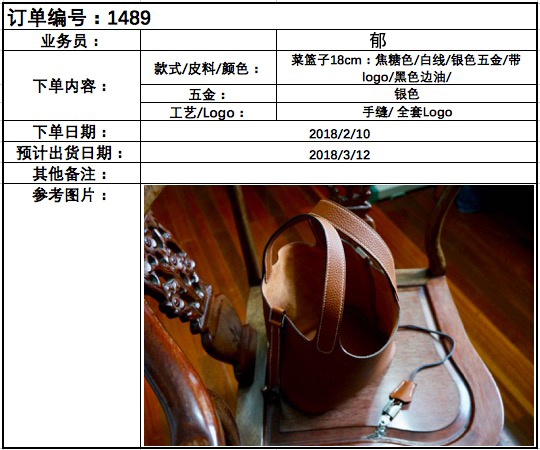 订单编号：1489
业务员：
郁
下单内容：
款式/皮料/颜色：
菜篮子18cm：焦糖色/白线/银色五金/带
logo/黑色边油/
五金：
银色
工艺/Logo：
手缝/ 全套Logo
下单日期：
2018/2/10
预计出货日期：
2018/3/12
其他备注：
参考图片：